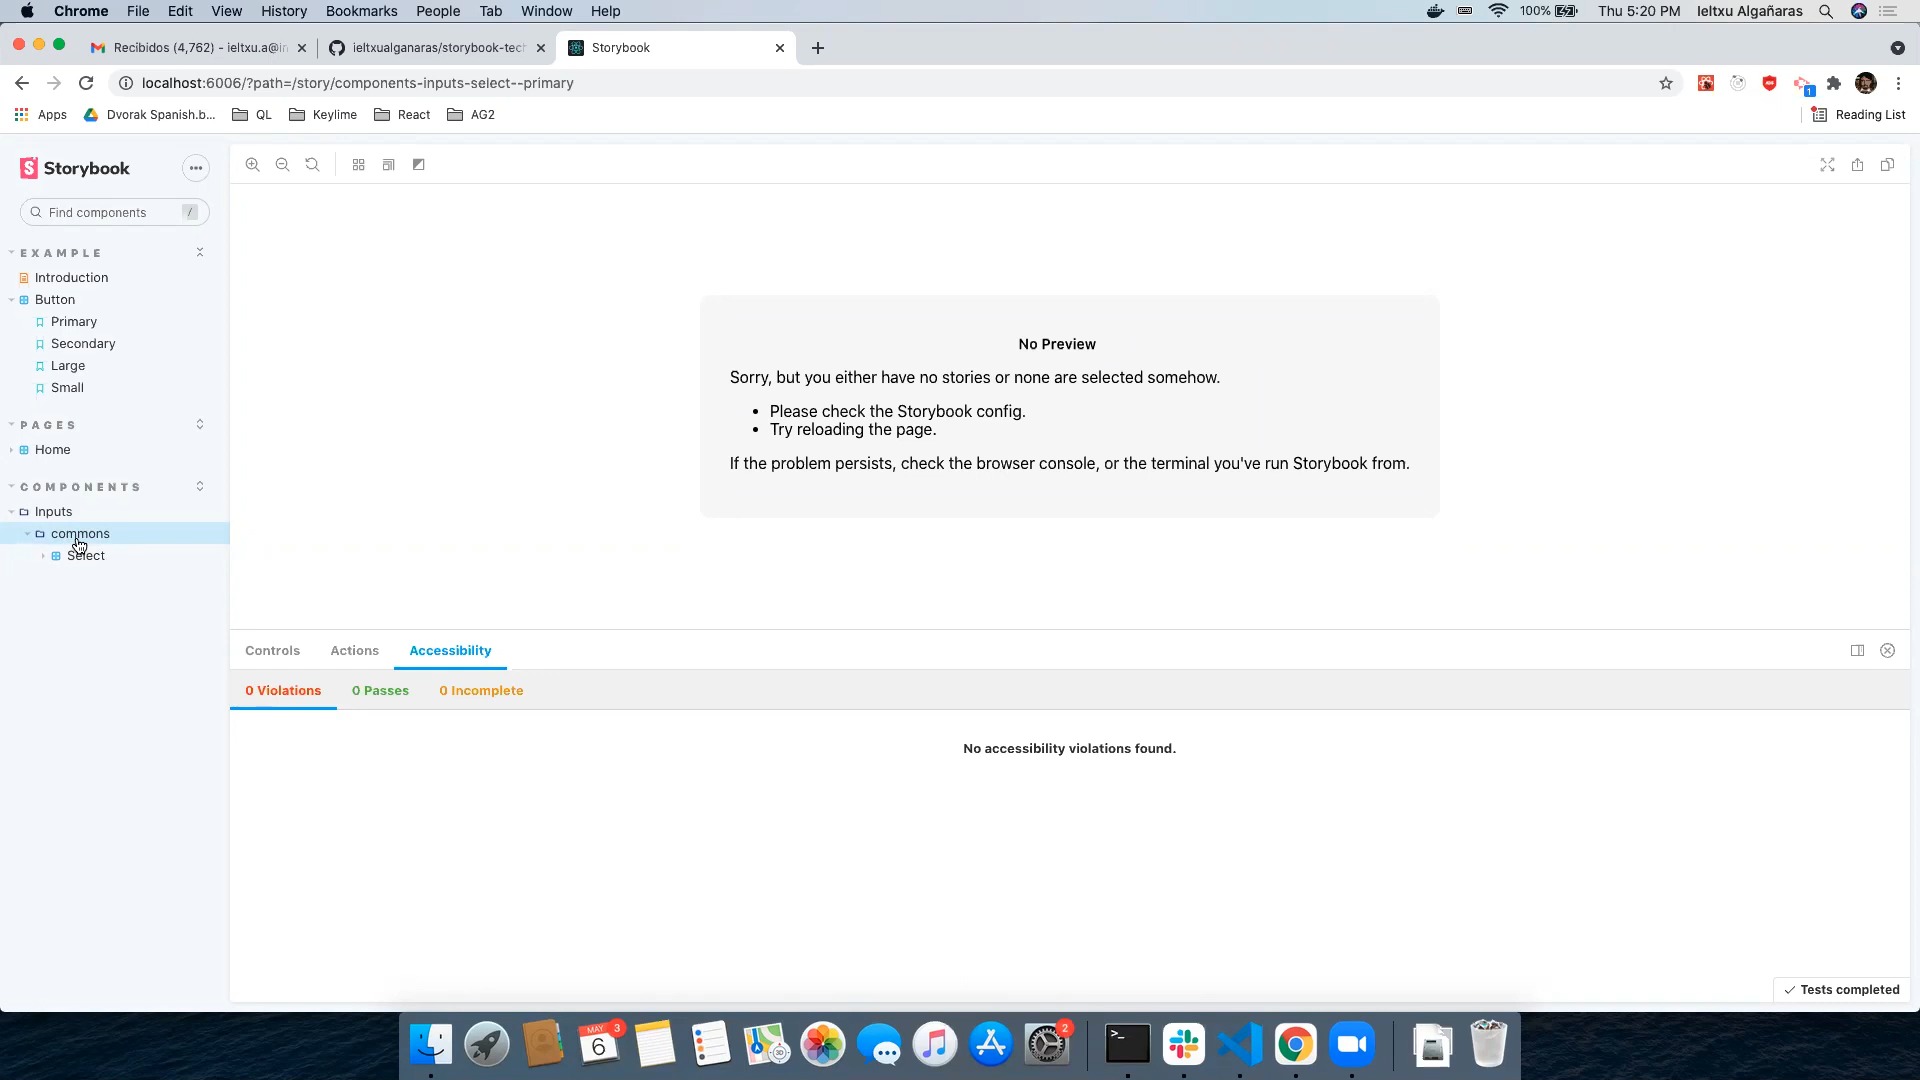 Chrome File Edit View History Bookmarks People Tab Window Help 100% Thu 5:20 PM Ieltxu Algañaras
Recibidos (4,762) - ieltxu.a@in ieltxualganaras/storybook-tech Storybook
localhost:6006/?path=/story/components-inputs-select--primary 1
Apps Dvorak Spanish.b... QL Keylime React AG2 Reading List
S Storybook
Find components /
EXAMPLE
Introduction
Button
Primary
Secondary
Large
Small
PAGES
Home
COMPONENTS
Inputs
commons
Select
No Preview
Sorry, but you either have no stories or none are selected somehow.
• Please check the Storybook config.
• Try reloading the page.
If the problem persists, check the browser console, or the terminal you've run Storybook from.
Controls Actions Accessibility
0 Violations 0 Passes 0 Incomplete
No accessibility violations found.
Tests completed
MAY 6 3 2